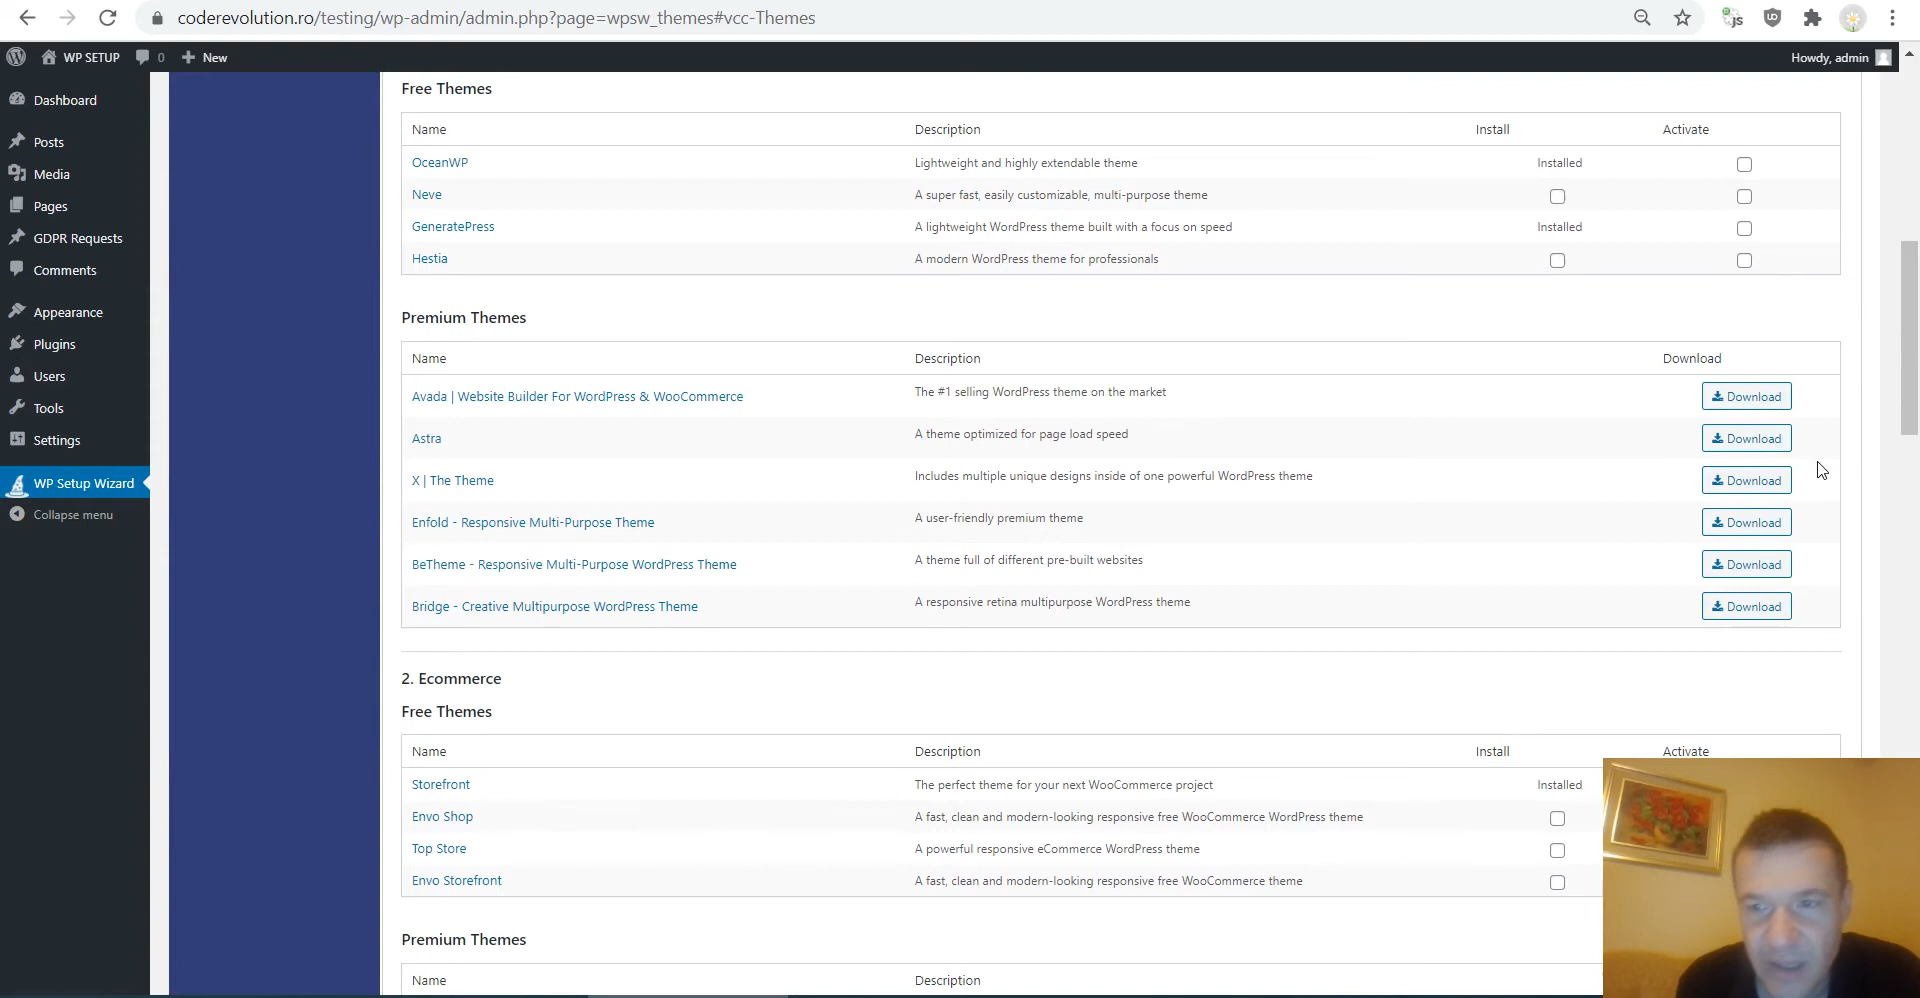 coderevolution.ro/testing/wp-admin/admin.php?page=wpsw_themes#vcc-Themes
WP SETUP 0 New Howdy, admin
Dashboard
Posts
Media
Pages
GDPR Requests
Comments
Appearance
Plugins
Users
Tools
Settings
WP Setup Wizard
Collapse menu
Free Themes
Name Description Install Activate
OceanWP Lightweight and highly extendable theme Installed
Neve A super fast, easily customizable, multi-purpose theme
GeneratePress A lightweight WordPress theme built with a focus on speed Installed
Hestia A modern WordPress theme for professionals
Premium Themes
Name Description Download
Avada | Website Builder For WordPress & WooCommerce The #1 selling WordPress theme on the market Download
Astra A theme optimized for page load speed Download
X | The Theme Includes multiple unique designs inside of one powerful WordPress theme Download
Enfold - Responsive Multi-Purpose Theme A user-friendly premium theme Download
BeTheme - Responsive Multi-Purpose WordPress Theme A theme full of different pre-built websites Download
Bridge - Creative Multipurpose WordPress Theme A responsive retina multipurpose WordPress theme Download
2. Ecommerce
Free Themes
Name Description Install Activate
Storefront The perfect theme for your next WooCommerce project Installed
Envo Shop A fast, clean and modern-looking responsive free WooCommerce WordPress theme
Top Store A powerful responsive eCommerce WordPress theme
Envo Storefront A fast, clean and modern-looking responsive free WooCommerce theme
Premium Themes
Name Description